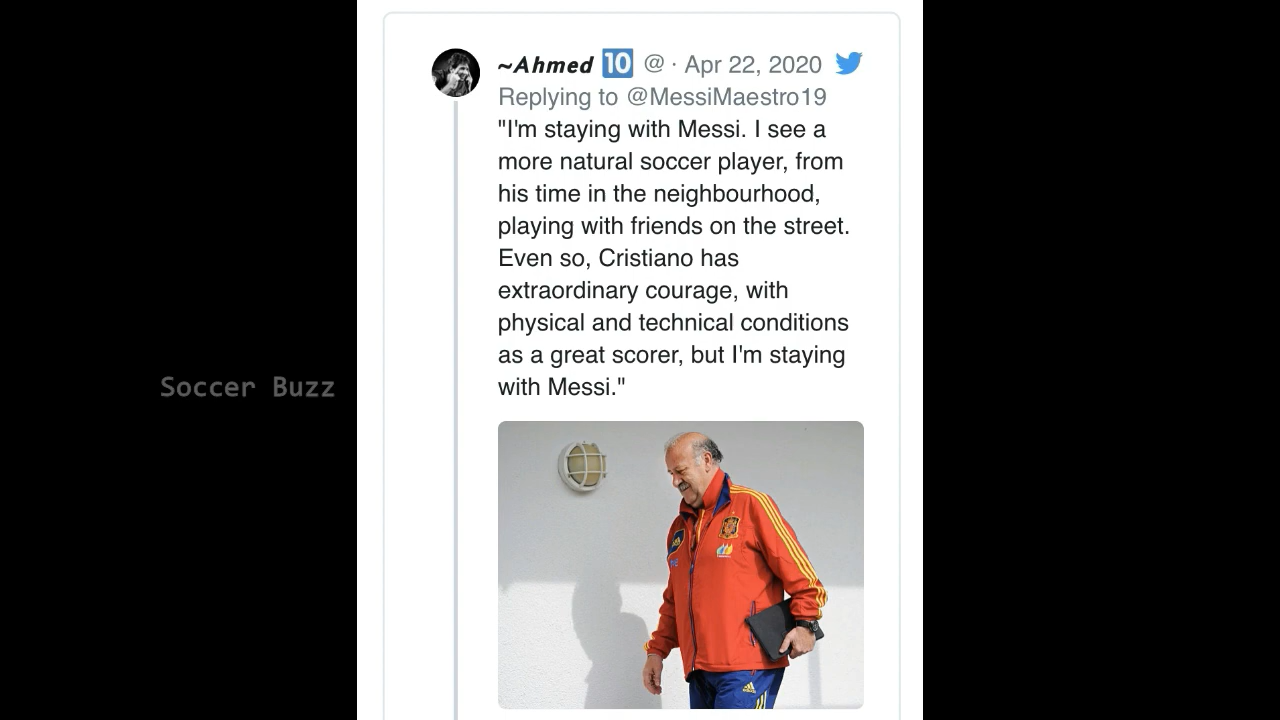 ~Ahmed 🔟 @ · Apr 22, 2020
Replying to @MessiMaestro19
"I'm staying with Messi. I see a
more natural soccer player, from
his time in the neighbourhood,
playing with friends on the street.
Even so, Cristiano has
extraordinary courage, with
physical and technical conditions
as a great scorer, but I'm staying
with Messi."
Soccer Buzz